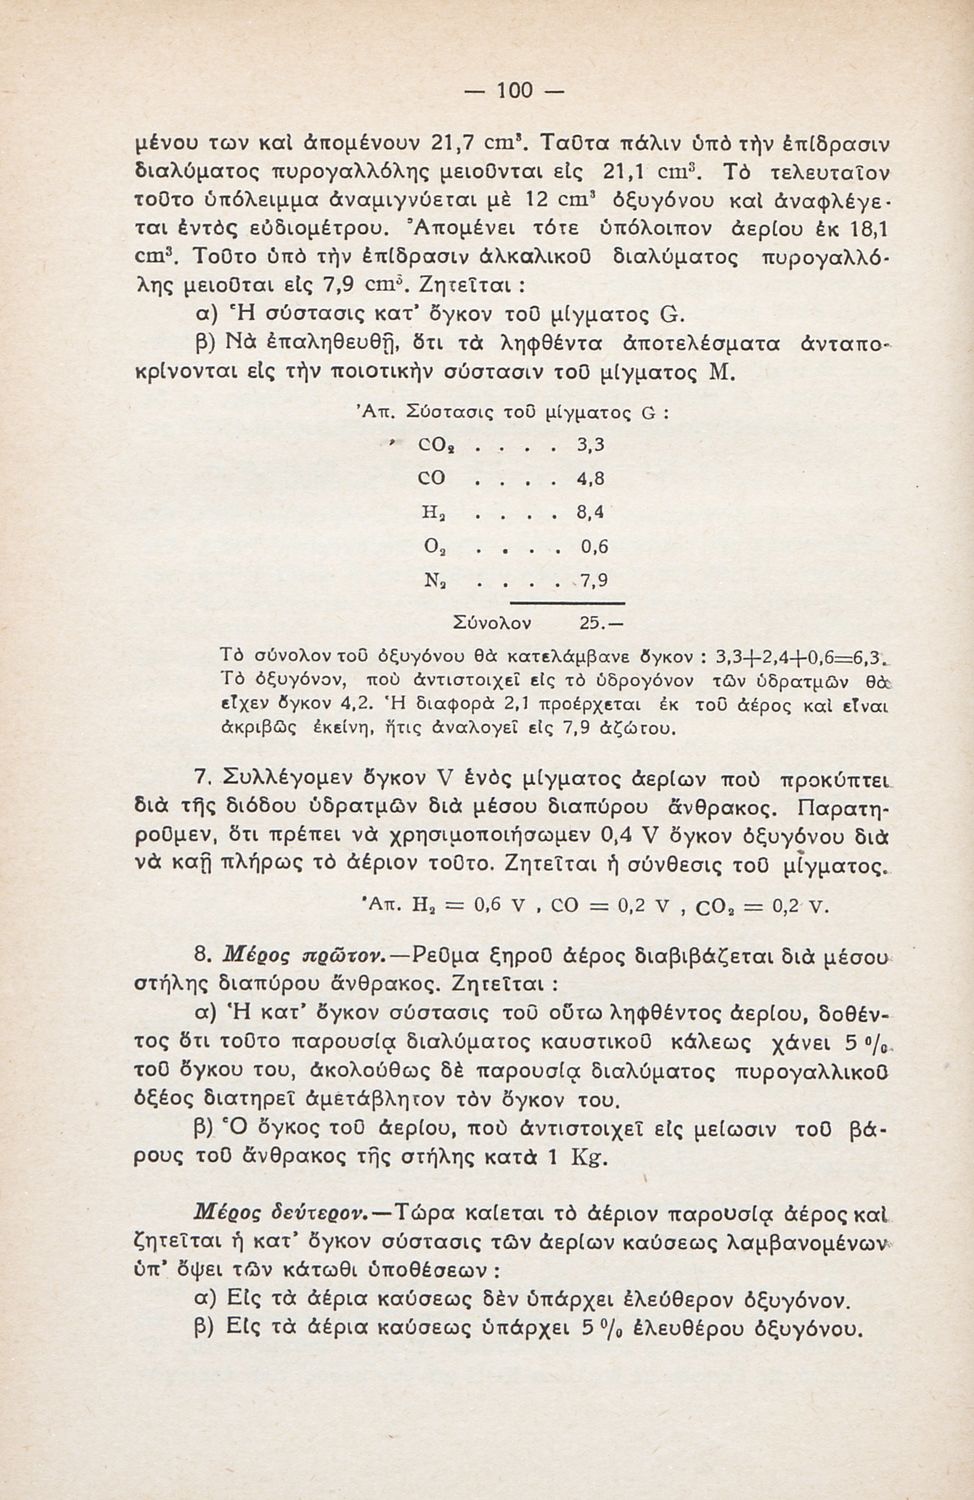 — 100 —
μένου των καὶ ἀπομένουν 21,7 cm³. Ταῦτα πάλιν ὑπὸ τὴν ἐπίδρασιν
διαλύματος πυρογαλλόλης μειοῦνται εἰς 21,1 cm³. Τὸ τελευταῖον
τοῦτο ὑπόλειμμα ἀναμιγνύεται μὲ 12 cm³ ὀξυγόνου καὶ ἀναφλέγε-
ται ἐντὸς εὐδιομέτρου. Ἀπομένει τότε ὑπόλοιπον ἀερίου ἐκ 18,1
cm³. Τοῦτο ὑπὸ τὴν ἐπίδρασιν ἀλκαλικοῦ διαλύματος πυρογαλλό-
λης μειοῦται εἰς 7,9 cm³. Ζητεῖται :
α) Ἡ σύστασις κατ' ὄγκον τοῦ μίγματος G.
β) Νὰ ἐπαληθευθῇ, ὅτι τὰ ληφθέντα ἀποτελέσματα ἀνταπο-
κρίνονται εἰς τὴν ποιοτικὴν σύστασιν τοῦ μίγματος M.
Ἀπ. Σύστασις τοῦ μίγματος G :
CO₂ . . . . 3,3
CO . . . . 4,8
H₂ . . . . 8,4
O₂ . . . . 0,6
N₂ . . . . 7,9
Σύνολον 25.—
Τὸ σύνολον τοῦ ὀξυγόνου θὰ κατελάμβανε ὄγκον : 3,3+2,4+0,6=6,3.
Τὸ ὀξυγόνον, ποὺ ἀντιστοιχεῖ εἰς τὸ ὑδρογόνον τῶν ὑδρατμῶν θὰ
εἶχεν ὄγκον 4,2. Ἡ διαφορὰ 2,1 προέρχεται ἐκ τοῦ ἀέρος καὶ εἶναι
ἀκριβῶς ἐκείνη, ἥτις ἀναλογεῖ εἰς 7,9 ἀζώτου.
7. Συλλέγομεν ὄγκον V ἑνὸς μίγματος ἀερίων ποὺ προκύπτει
διὰ τῆς διόδου ὑδρατμῶν διὰ μέσου διαπύρου ἄνθρακος. Παρατη-
ροῦμεν, ὅτι πρέπει νὰ χρησιμοποιήσωμεν 0,4 V ὄγκον ὀξυγόνου διὰ
νὰ καῇ πλήρως τὸ ἀέριον τοῦτο. Ζητεῖται ἡ σύνθεσις τοῦ μίγματος.
Ἀπ. H₂ = 0,6 V , CO = 0,2 V , CO₂ = 0,2 V.
8. Μέρος πρῶτον.—Ρεῦμα ξηροῦ ἀέρος διαβιβάζεται διὰ μέσου
στήλης διαπύρου ἄνθρακος. Ζητεῖται :
α) Ἡ κατ' ὄγκον σύστασις τοῦ οὕτω ληφθέντος ἀερίου, δοθέν-
τος ὅτι τοῦτο παρουσίᾳ διαλύματος καυστικοῦ κάλεως χάνει 5 %
τοῦ ὄγκου του, ἀκολούθως δὲ παρουσίᾳ διαλύματος πυρογαλλικοῦ
ὀξέος διατηρεῖ ἀμετάβλητον τὸν ὄγκον του.
β) Ὁ ὄγκος τοῦ ἀερίου, ποὺ ἀντιστοιχεῖ εἰς μείωσιν τοῦ βά-
ρους τοῦ ἄνθρακος τῆς στήλης κατὰ 1 Kg.
Μέρος δεύτερον.—Τώρα καίεται τὸ ἀέριον παρουσίᾳ ἀέρος καὶ
ζητεῖται ἡ κατ' ὄγκον σύστασις τῶν ἀερίων καύσεως λαμβανομένων
ὑπ' ὄψει τῶν κάτωθι ὑποθέσεων :
α) Εἰς τὰ ἀέρια καύσεως δὲν ὑπάρχει ἐλεύθερον ὀξυγόνον.
β) Εἰς τὰ ἀέρια καύσεως ὑπάρχει 5 % ἐλευθέρου ὀξυγόνου.